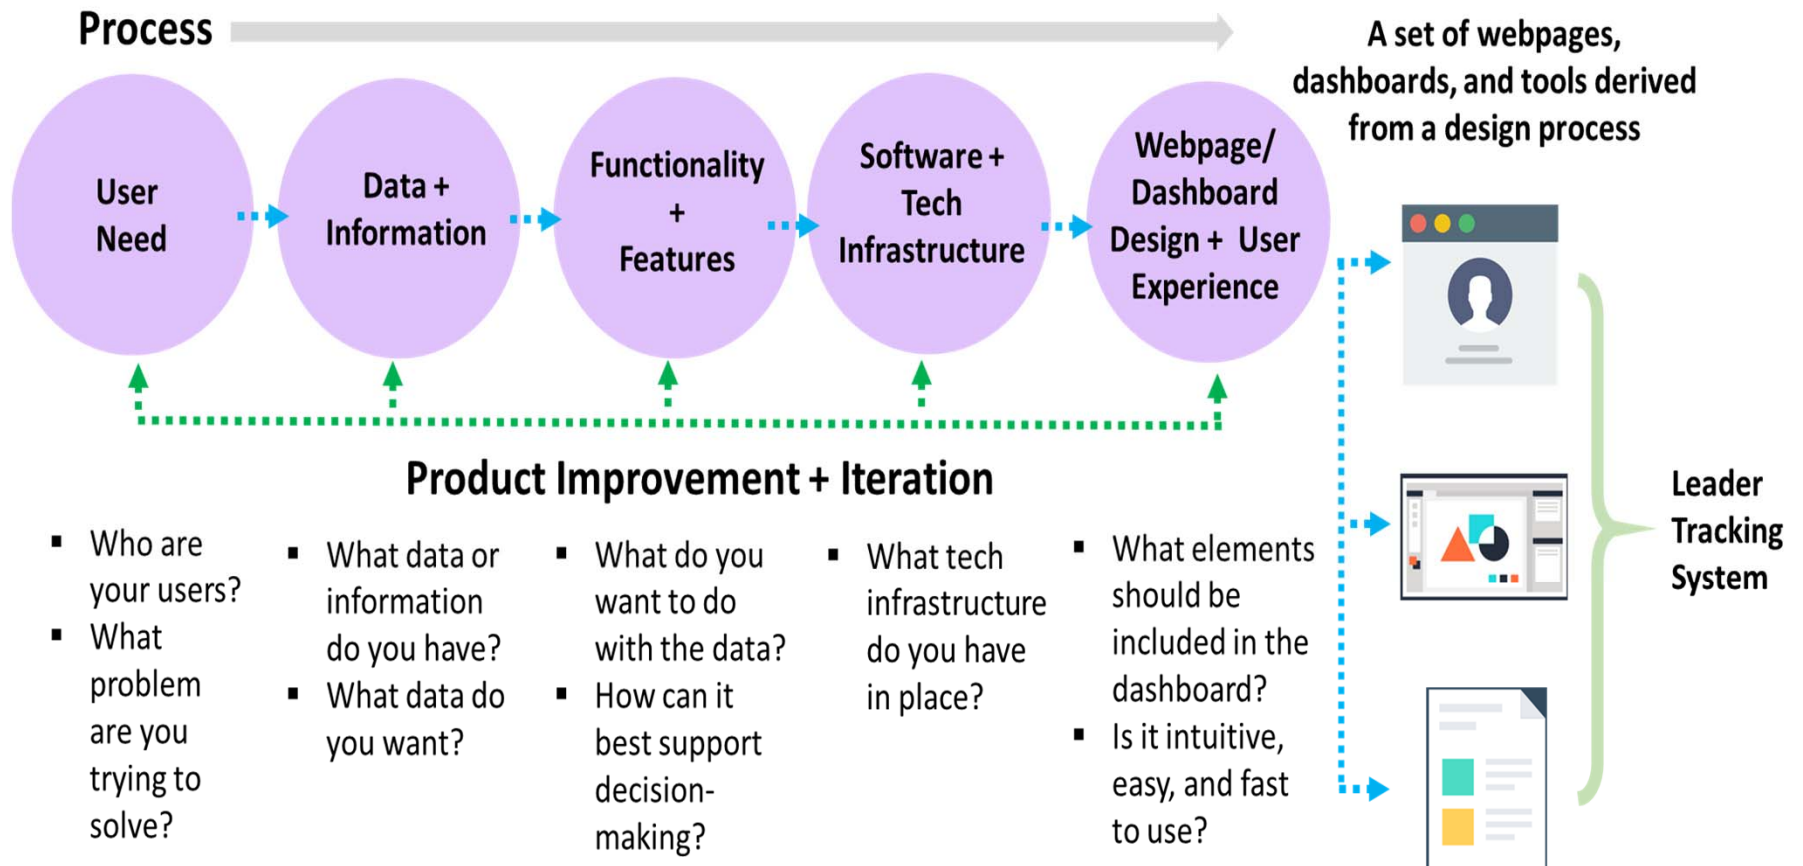 Process
A set of webpages,
dashboards, and tools derived
from a design process
User
Need
Data +
Information
Functionality
+
Features
Software +
Tech
Infrastructure
Webpage/
Dashboard
Design + User
Experience
Product Improvement + Iteration
▪ Who are
your users?
▪ What
problem
are you
trying to
solve?
▪ What data or
information
do you have?
▪ What data do
you want?
▪ What do you
want to do
with the data?
▪ How can it
best support
decision-
making?
▪ What tech
infrastructure
do you have
in place?
▪ What elements
should be
included in the
dashboard?
▪ Is it intuitive,
easy, and fast
to use?
Leader
Tracking
System